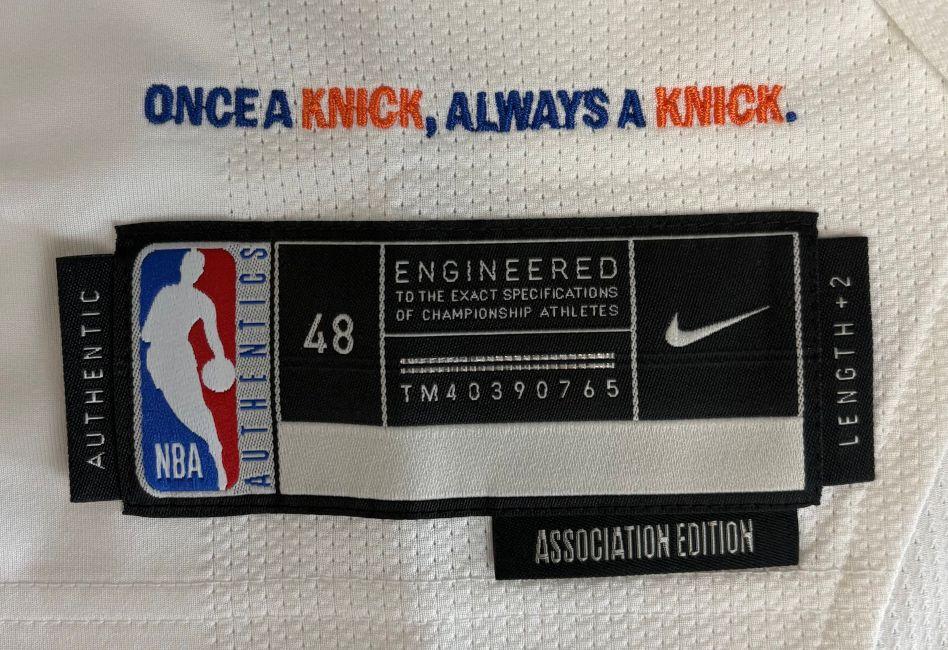 ONCE A KNICK, ALWAYS A KNICK.
AUTHENTIC
NBA
AUTHENTICS
48
ENGINEERED
TO THE EXACT SPECIFICATIONS
OF CHAMPIONSHIP ATHLETES
TM40390765
LENGTH +2
ASSOCIATION EDITION